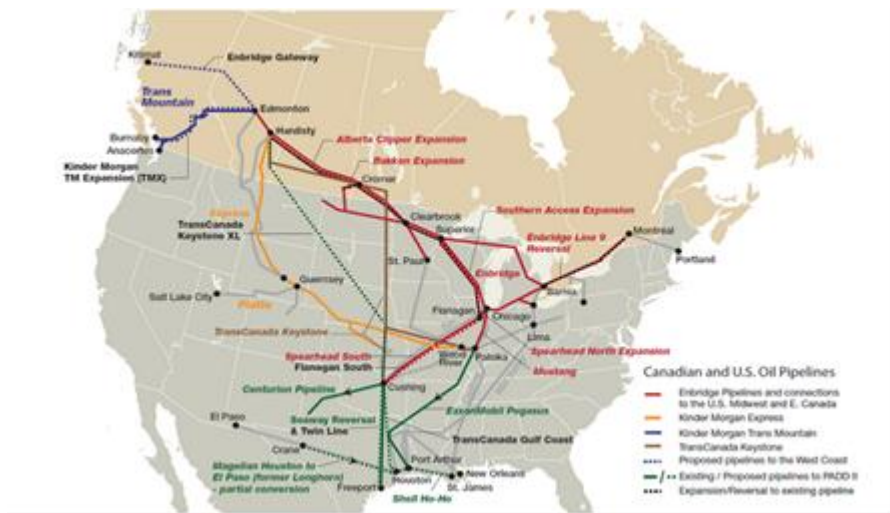 Kitimat
Enbridge Gateway
Trans
Mountain
Edmonton
Hardisty
Burnaby
Anacortes
Kinder Morgan
TM Expansion (TMX)
Alberta Clipper Expansion
Bakken Expansion
Cromer
Express
TransCanada
Keystone XL
Clearbrook
Superior
Southern Access Expansion
Enbridge Line 9
Reversal
Montreal
Portland
St. Paul
Enbridge
Sarnia
Salt Lake City
Guernsey
Platte
Flanagan
Chicago
Lima
TransCanada Keystone
Spearhead South
Flanagan South
Wood
River
Patoka
Spearhead North Expansion
Mustang
Cushing
Centurion Pipeline
El Paso
Seaway Reversal
& Twin Line
ExxonMobil Pegasus
Crane
TransCanada Gulf Coast
Magellan Houston to
El Paso (former Longhorn)
- partial conversion
Port Arthur
Houston
New Orleans
St. James
Freeport
Shell Ho-Ho
Canadian and U.S. Oil Pipelines
Enbridge Pipelines and connections
to the U.S. Midwest and E. Canada
Kinder Morgan Express
Kinder Morgan Trans Mountain
TransCanada Keystone
Proposed pipelines to the West Coast
Existing / Proposed pipelines to PADD II
Expansion/Reversal to existing pipeline